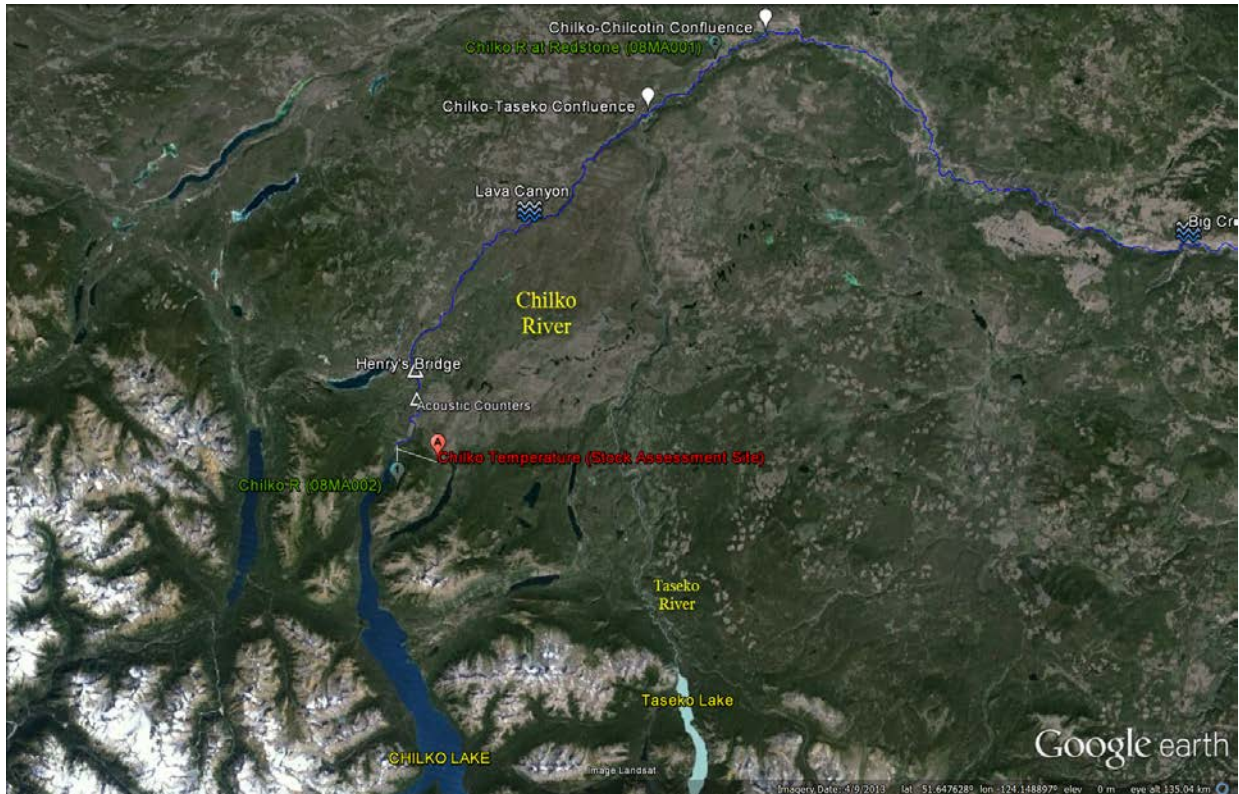 Chilko-Chilcotin Confluence
Chilko R at Redstone (08MA001)
2
Chilko-Taseko Confluence
Lava Canyon
Big Cr
Chilko
River
Henry's Bridge
Acoustic Counters
A
Chilko Temperature (Stock Assessment Site)
1
Chilko R (08MA002)
Taseko
River
Taseko Lake
CHILKO LAKE
Google earth
Image Landsat
Imagery Date: 4/9/2013 lat 51.647628° lon -124.148897° elev 0 m eye alt 135.04 km